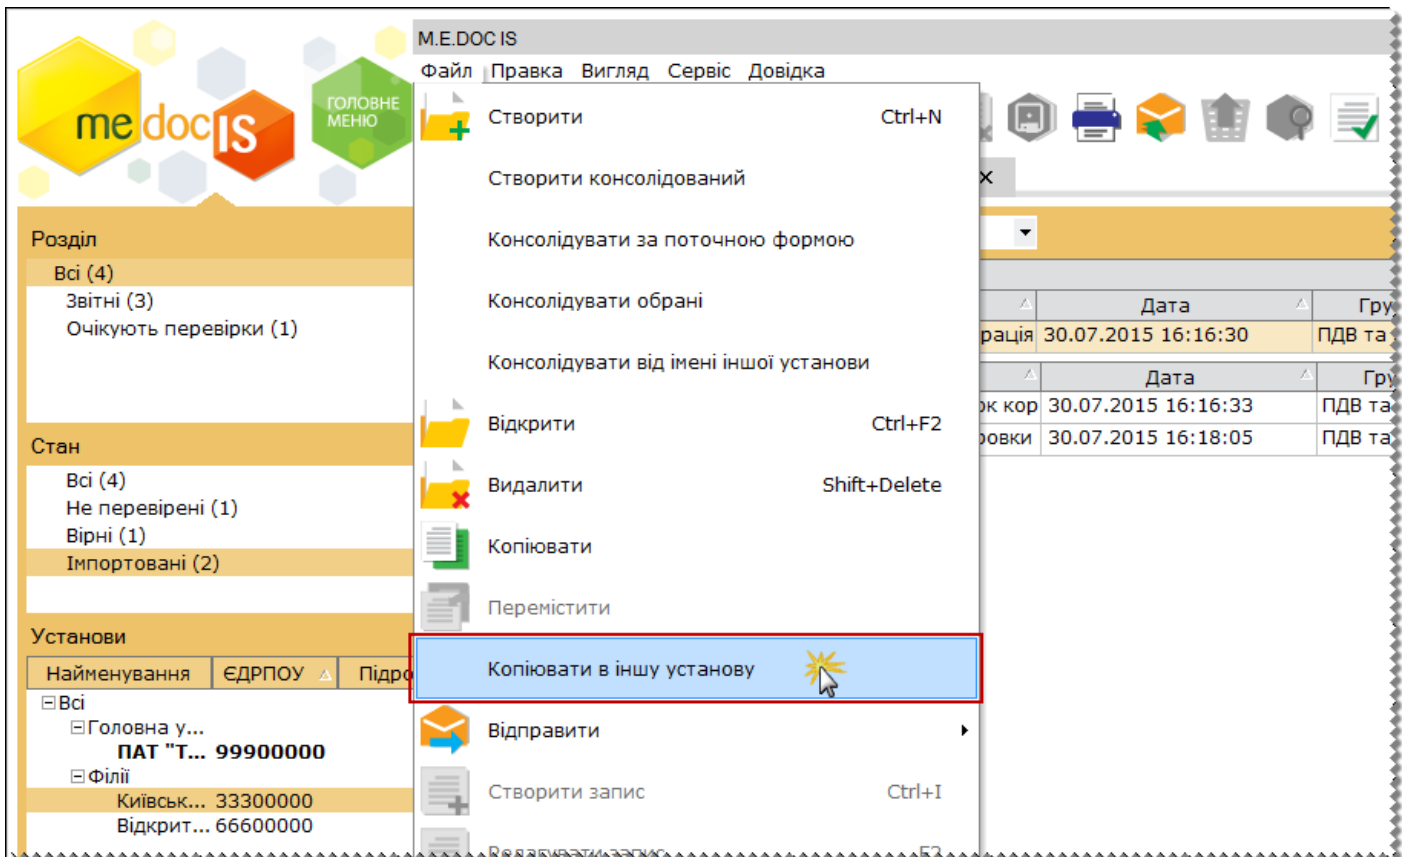 M.E.DOC IS
Файл Правка Вигляд Сервіс Довідка
me doc IS
ГОЛОВНЕ
МЕНЮ
Створити Ctrl+N
Створити консолідований
Консолідувати за поточною формою
Консолідувати обрані
Консолідувати від імені іншої установи
Відкрити Ctrl+F2
Видалити Shift+Delete
Копіювати
Перемістити
Копіювати в іншу установу
Відправити
Створити запис Ctrl+I
Редагувати запис F2
Розділ
Всі (4)
Звітні (3)
Очікують перевірки (1)
Стан
Всі (4)
Не перевірені (1)
Вірні (1)
Імпортовані (2)
Установи
Найменування ЄДРПОУ Підро
Всі
Головна у...
ПАТ "Т... 99900000
Філії
Київськ... 33300000
Відкрит... 66600000
Дата Гру
рація 30.07.2015 16:16:30 ПДВ та
Дата Гру
ок кор 30.07.2015 16:16:33 ПДВ та
ровки 30.07.2015 16:18:05 ПДВ та